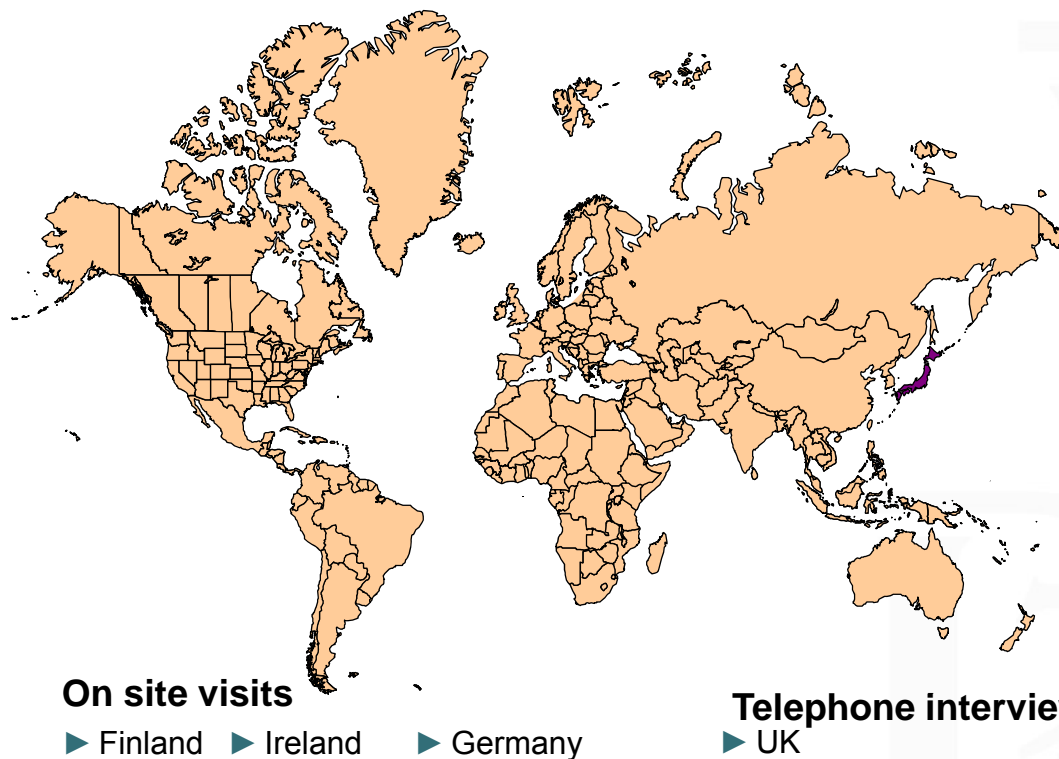 On site visits
Telephone intervie
► Finland ► Ireland ► Germany
► UK